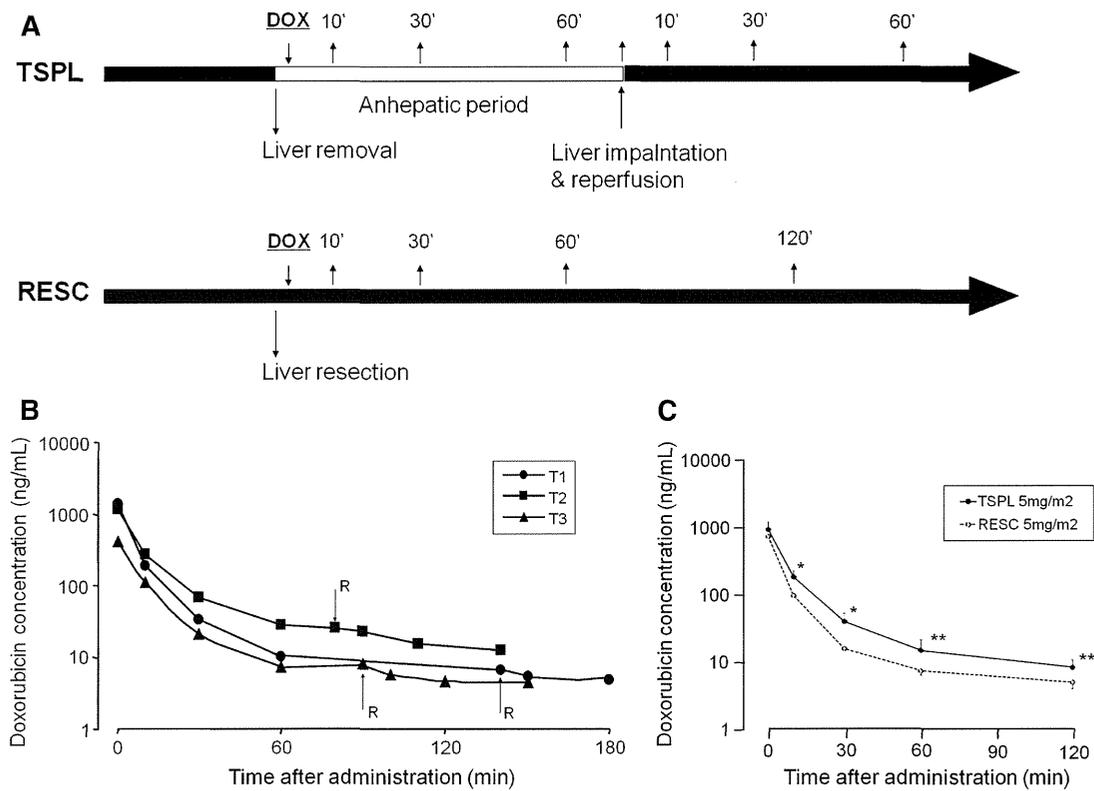 A
DOX 10' 30' 60' 10' 30' 60'
TSPL
Anhepatic period
Liver removal
Liver impalntation
& reperfusion
DOX 10' 30' 60' 120'
RESC
Liver resection
B
Doxorubicin concentration (ng/mL)
10000
1000
100
10
1
T1
T2
T3
R
R
R
0 60 120 180
Time after administration (min)
C
Doxorubicin concentration (ng/mL)
10000
1000
100
10
1
TSPL 5mg/m2
RESC 5mg/m2
*
*
**
**
0 30 60 90 120
Time after administration (min)